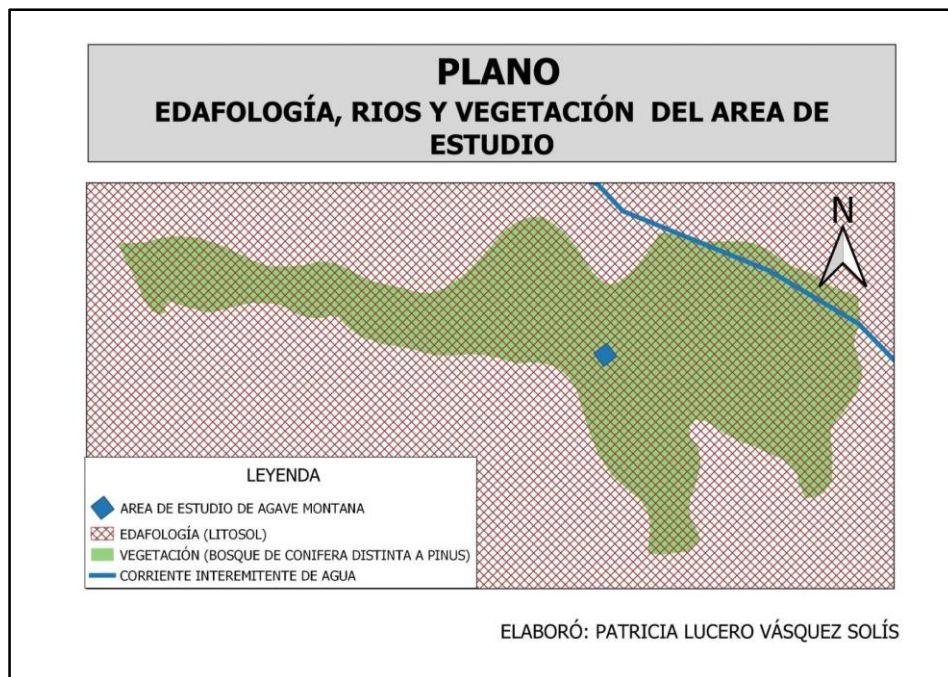 PLANO
EDAFOLOGÍA, RIOS Y VEGETACIÓN DEL AREA DE
ESTUDIO
N
LEYENDA
AREA DE ESTUDIO DE AGAVE MONTANA
EDAFOLOGÍA (LITOSOL)
VEGETACIÓN (BOSQUE DE CONIFERA DISTINTA A PINUS)
CORRIENTE INTEREMITENTE DE AGUA
ELABORÓ: PATRICIA LUCERO VÁSQUEZ SOLÍS